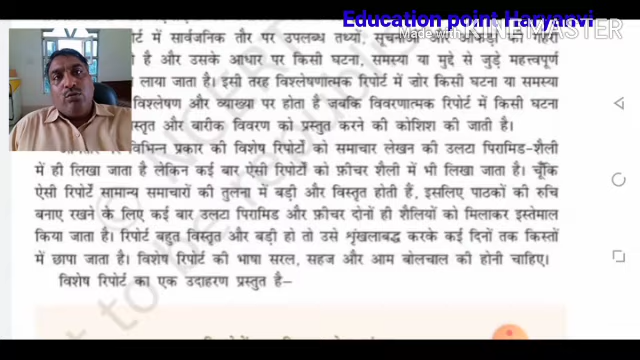 Education point Haryanvi
Made with KINEMASTER
र्ट में सार्वजनिक तौर पर उपलब्ध तथ्यों, सूचनाओं और आंकड़ों की गहरी
है और उसके आधार पर किसी घटना, समस्या या मुद्दे से जुड़े महत्त्वपूर्ण
लाया जाता है। इसी तरह विश्लेषणात्मक रिपोर्ट में ज़ोर किसी घटना या समस्या
विश्लेषण और व्याख्या पर होता है जबकि विवरणात्मक रिपोर्ट में किसी घटना
स्तृत और बारीक विवरण को प्रस्तुत करने की कोशिश की जाती है।
विभिन्न प्रकार की विशेष रिपोर्टों को समाचार लेखन की उलटा पिरामिड-शैली
में ही लिखा जाता है लेकिन कई बार ऐसी रिपोर्टों को फ़ीचर शैली में भी लिखा जाता है। चूँकि
ऐसी रिपोर्टें सामान्य समाचारों की तुलना में बड़ी और विस्तृत होती हैं, इसलिए पाठकों की रुचि
बनाए रखने के लिए कई बार उलटा पिरामिड और फ़ीचर दोनों ही शैलियों को मिलाकर इस्तेमाल
किया जाता है। रिपोर्ट बहुत विस्तृत और बड़ी हो तो उसे शृंखलाबद्ध करके कई दिनों तक किस्तों
में छापा जाता है। विशेष रिपोर्ट की भाषा सरल, सहज और आम बोलचाल की होनी चाहिए।
विशेष रिपोर्ट का एक उदाहरण प्रस्तुत है–